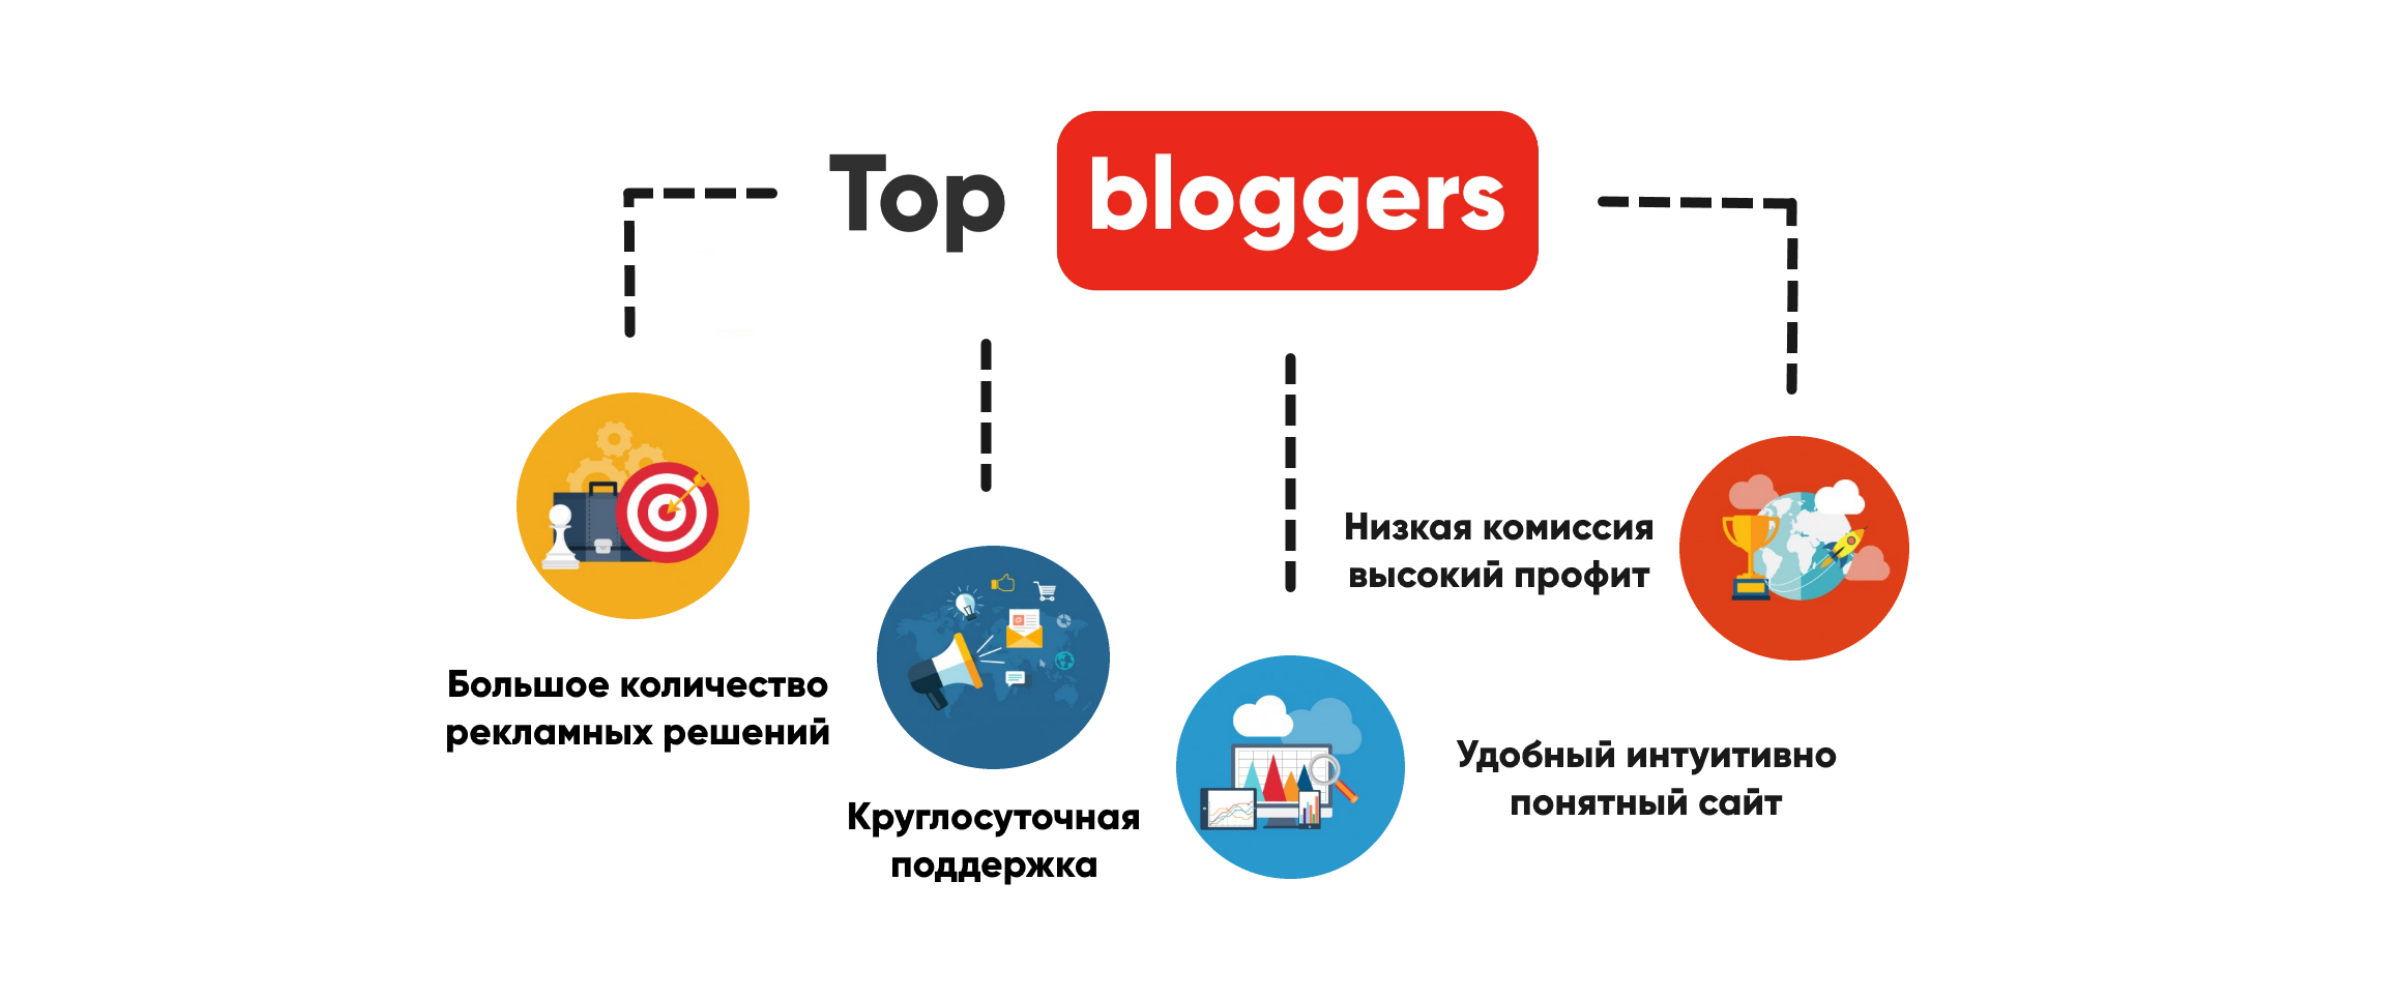 Top bloggers
Большое количество
рекламных решений
Круглосуточная
поддержка
Низкая комиссия
высокий профит
Удобный интуитивно
понятный сайт